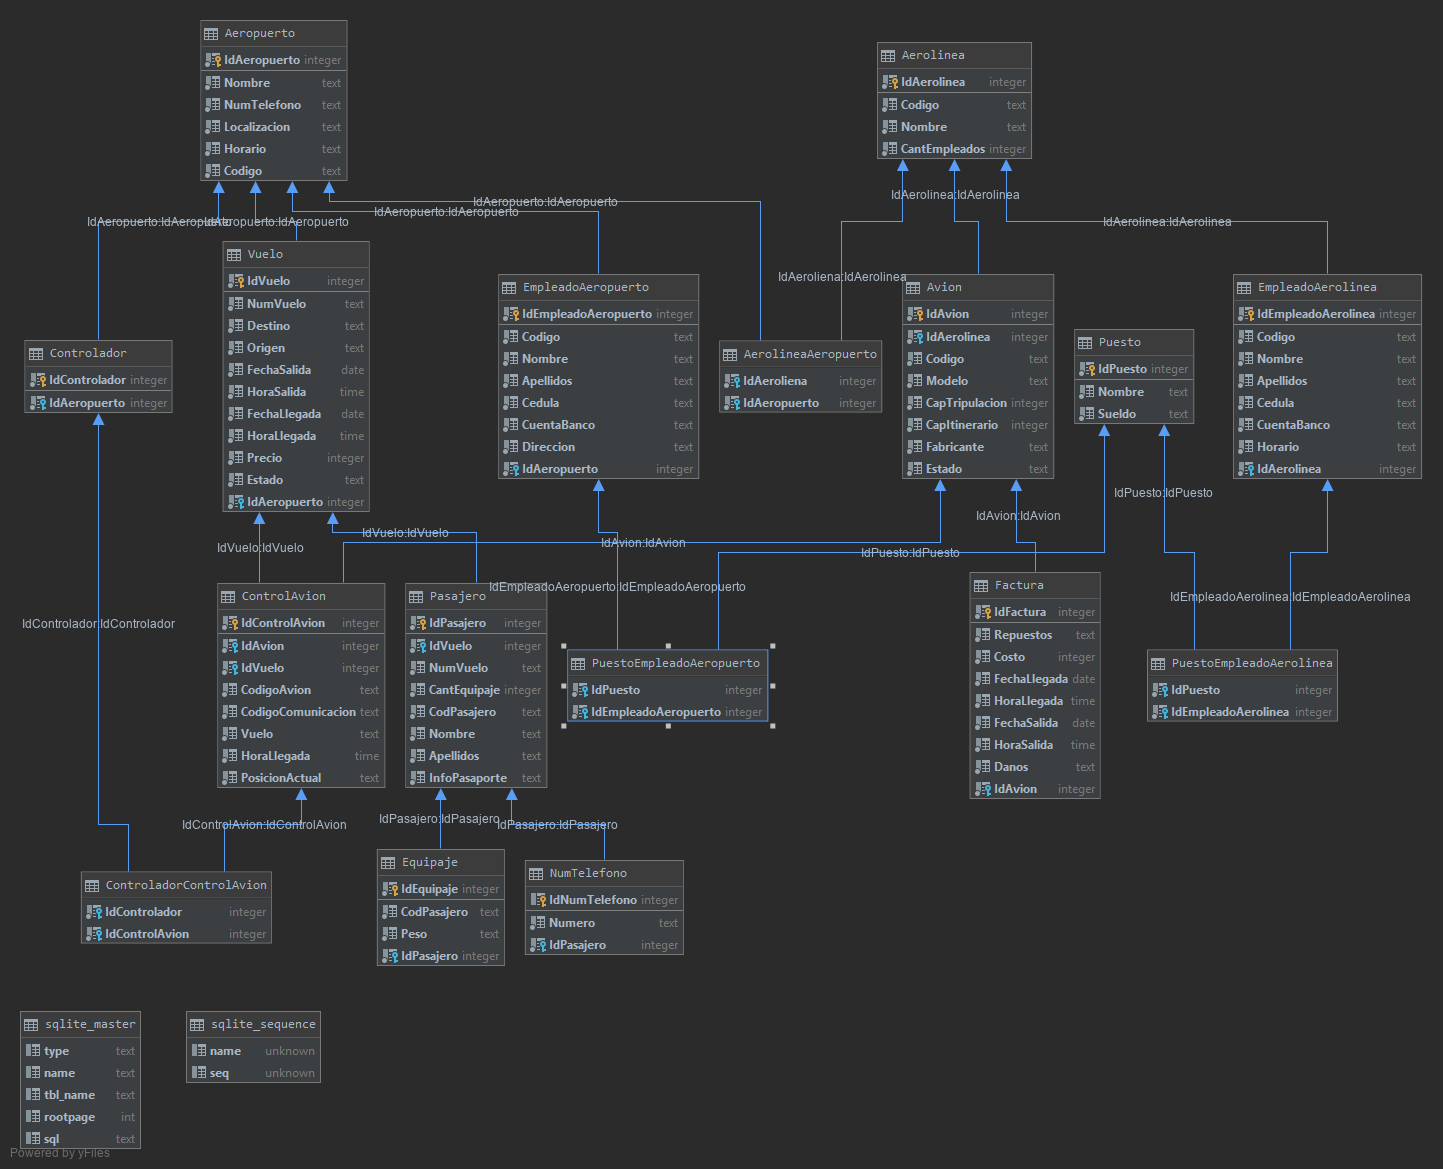 Aeropuerto
IdAeropuerto integer
Nombre text
NumTelefono text
Localizacion text
Horario text
Codigo text
Aerolinea
IdAerolinea integer
Codigo text
Nombre text
CantEmpleados integer
IdAeropuerto:IdAeropuerto
IdAeropuerto:IdAeropuerto
IdAeropuerto:IdAeropuerto
IdAeropuerto:IdAeropuerto
IdAerolinea:IdAerolinea
IdAerolinea:IdAerolinea
IdAeroliena:IdAerolinea
Vuelo
IdVuelo integer
NumVuelo text
Destino text
Origen text
FechaSalida date
HoraSalida time
FechaLlegada date
HoraLlegada time
Precio integer
Estado text
IdAeropuerto integer
EmpleadoAeropuerto
IdEmpleadoAeropuerto integer
Codigo text
Nombre text
Apellidos text
Cedula text
CuentaBanco text
Direccion text
IdAeropuerto integer
Avion
IdAvion integer
IdAerolinea integer
Codigo text
Modelo text
CapTripulacion integer
CapItinerario integer
Fabricante text
Estado text
EmpleadoAerolinea
IdEmpleadoAerolinea integer
Codigo text
Nombre text
Apellidos text
Cedula text
CuentaBanco text
Horario text
IdAerolinea integer
Controlador
IdControlador integer
IdAeropuerto integer
AerolineaAeropuerto
IdAeroliena integer
IdAeropuerto integer
Puesto
IdPuesto integer
Nombre text
Sueldo text
IdVuelo:IdVuelo
IdVuelo:IdVuelo
IdAvion:IdAvion
IdAvion:IdAvion
IdPuesto:IdPuesto
IdPuesto:IdPuesto
IdEmpleadoAeropuerto:IdEmpleadoAeropuerto
IdEmpleadoAerolinea:IdEmpleadoAerolinea
IdControlador:IdControlador
ControlAvion
IdControlAvion integer
IdAvion integer
IdVuelo integer
CodigoAvion text
CodigoComunicacion text
Vuelo text
HoraLlegada time
PosicionActual text
Pasajero
IdPasajero integer
IdVuelo integer
NumVuelo text
CantEquipaje integer
CodPasajero text
Nombre text
Apellidos text
InfoPasaporte text
PuestoEmpleadoAeropuerto
IdPuesto integer
IdEmpleadoAeropuerto integer
Factura
IdFactura integer
Repuestos text
Costo integer
FechaLlegada date
HoraLlegada time
FechaSalida date
HoraSalida time
Danos text
IdAvion integer
PuestoEmpleadoAerolinea
IdPuesto integer
IdEmpleadoAerolinea integer
IdControlAvion:IdControlAvion
IdPasajero:IdPasajero
IdPasajero:IdPasajero
ControladorControlAvion
IdControlador integer
IdControlAvion integer
Equipaje
IdEquipaje integer
CodPasajero text
Peso text
IdPasajero integer
NumTelefono
IdNumTelefono integer
Numero text
IdPasajero integer
sqlite_master
type text
name text
tbl_name text
rootpage int
sql text
sqlite_sequence
name unknown
seq unknown
Powered by yFiles